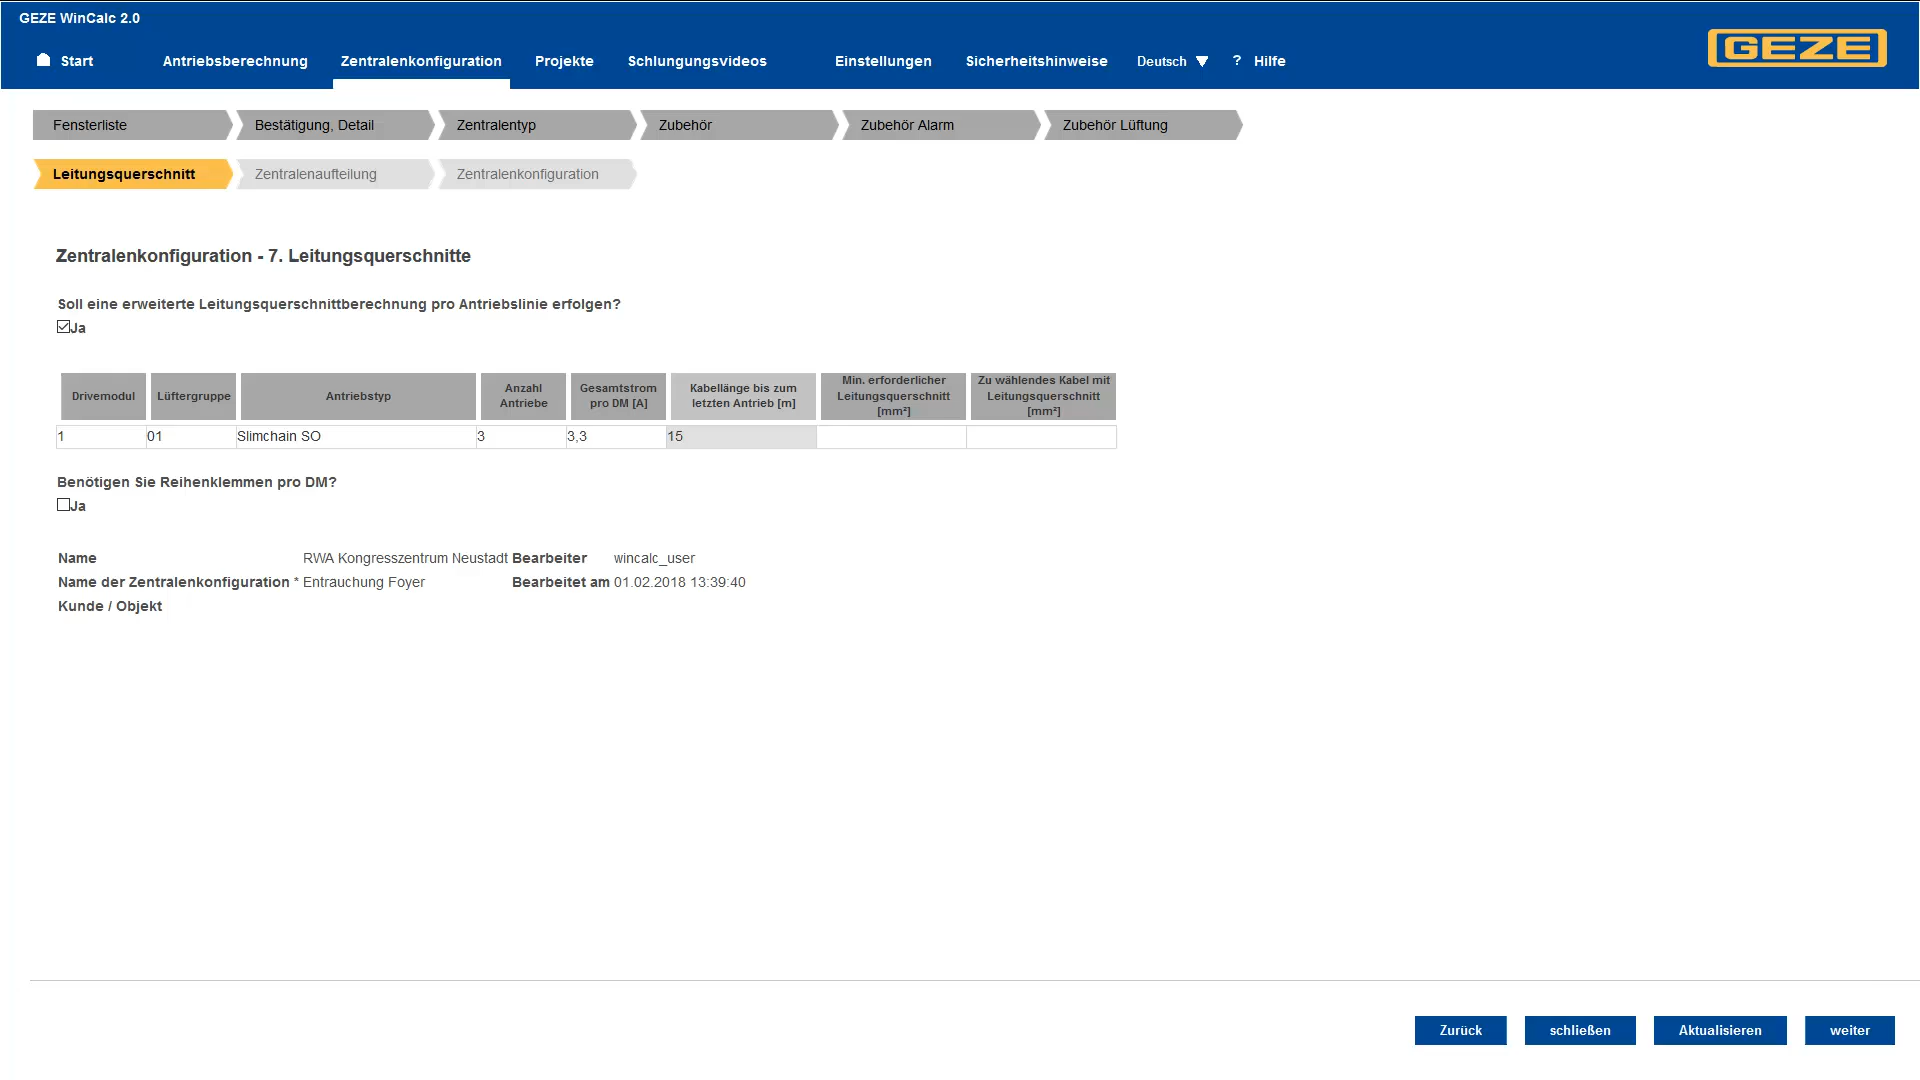 GEZE WinCalc 2.0
Start Antriebsberechnung Zentralenkonfiguration Projekte Schlungungsvideos Einstellungen Sicherheitshinweise Deutsch ? Hilfe
GEZE
Fensterliste Bestätigung, Detail Zentralentyp Zubehör Zubehör Alarm Zubehör Lüftung
Leitungsquerschnitt Zentralenaufteilung Zentralenkonfiguration
Zentralenkonfiguration - 7. Leitungsquerschnitte
Soll eine erweiterte Leitungsquerschnittberechnung pro Antriebslinie erfolgen?
Ja
Drivemodul Lüftergruppe Antriebstyp Anzahl Antriebe Gesamtstrom pro DM [A] Kabellänge bis zum letzten Antrieb [m] Min. erforderlicher Leitungsquerschnitt [mm²] Zu wählendes Kabel mit Leitungsquerschnitt [mm²]
1 01 Slimchain SO 3 3,3 15
Benötigen Sie Reihenklemmen pro DM?
Ja
Name RWA Kongresszentrum Neustadt Bearbeiter wincalc_user
Name der Zentralenkonfiguration * Entrauchung Foyer Bearbeitet am 01.02.2018 13:39:40
Kunde / Objekt
Zurück schließen Aktualisieren weiter